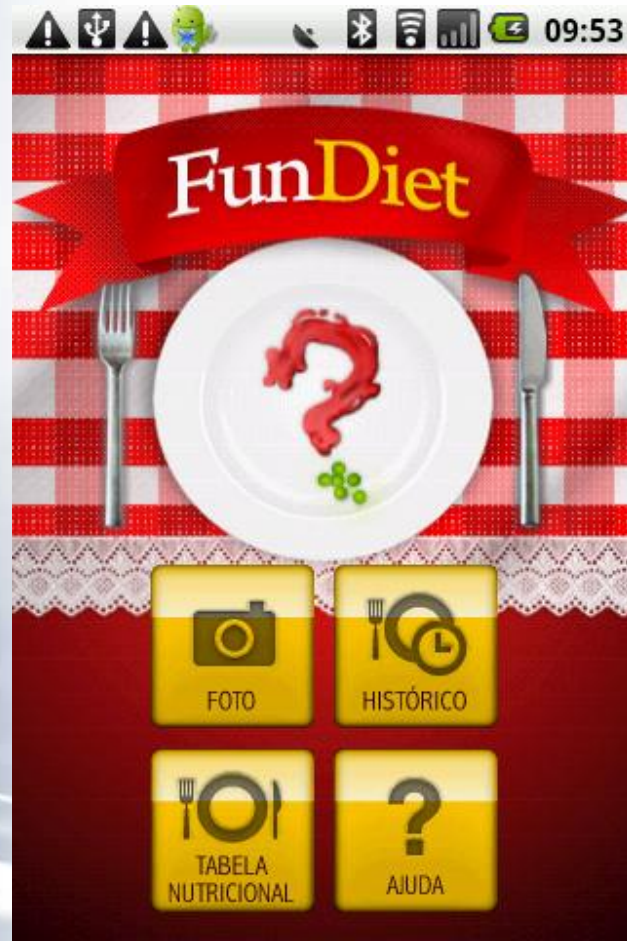 09:53
FunDiet
FOTO
HISTÓRICO
TABELA
NUTRICIONAL
AJUDA